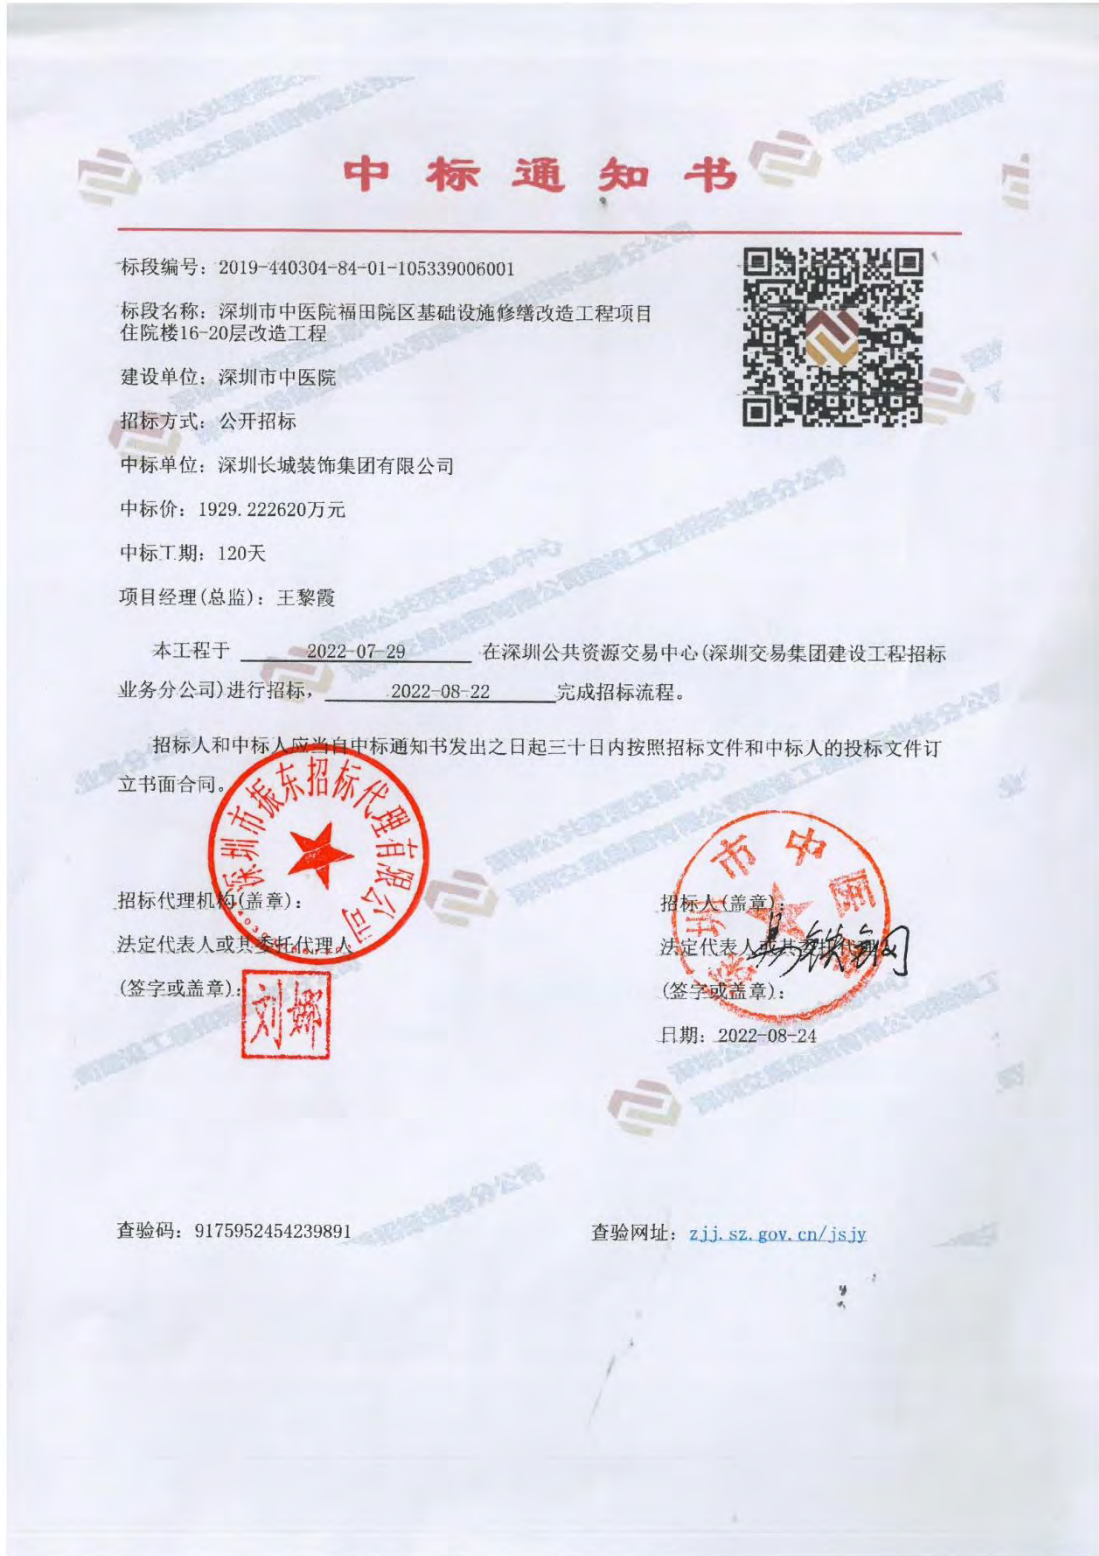 中标通知书
标段编号：2019-440304-84-01-105339006001
标段名称：深圳市中医院福田院区基础设施修缮改造工程项目
住院楼16-20层改造工程
建设单位：深圳市中医院
招标方式：公开招标
中标单位：深圳长城装饰集团有限公司
中标价：1929.222620万元
中标工期：120天
项目经理(总监)：王黎霞
本工程于 2022-07-29 在深圳公共资源交易中心(深圳交易集团建设工程招标
业务分公司)进行招标， 2022-08-22 完成招标流程。
招标人和中标人应当自中标通知书发出之日起三十日内按照招标文件和中标人的投标文件订
立书面合同。
深圳市振东招标代理有限公司
深圳市中医院
招标代理机构(盖章)：
招标人(盖章)：
法定代表人或其委托代理人
法定代表人或其委托代理人
(签字或盖章)：
(签字或盖章)：
刘娜
日期：2022-08-24
查验码：9175952454239891
查验网址：zjj.sz.gov.cn/jsjy